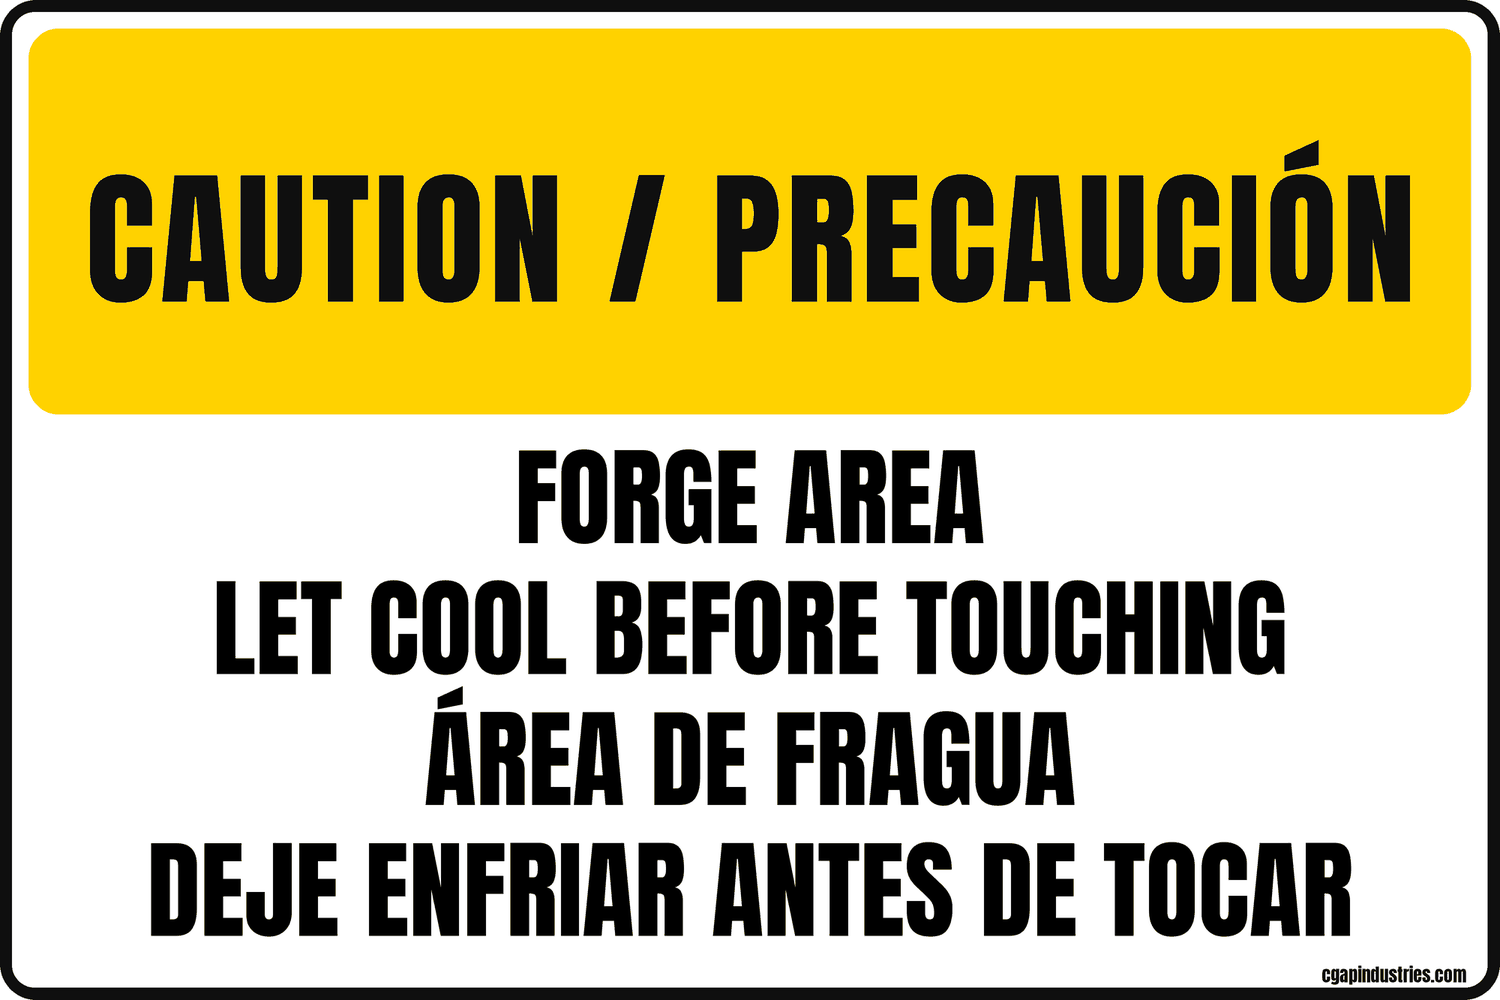 CAUTION / PRECAUCIÓN
FORGE AREA
LET COOL BEFORE TOUCHING
ÁREA DE FRAGUA
DEJE ENFRIAR ANTES DE TOCAR
cgapindustries.com